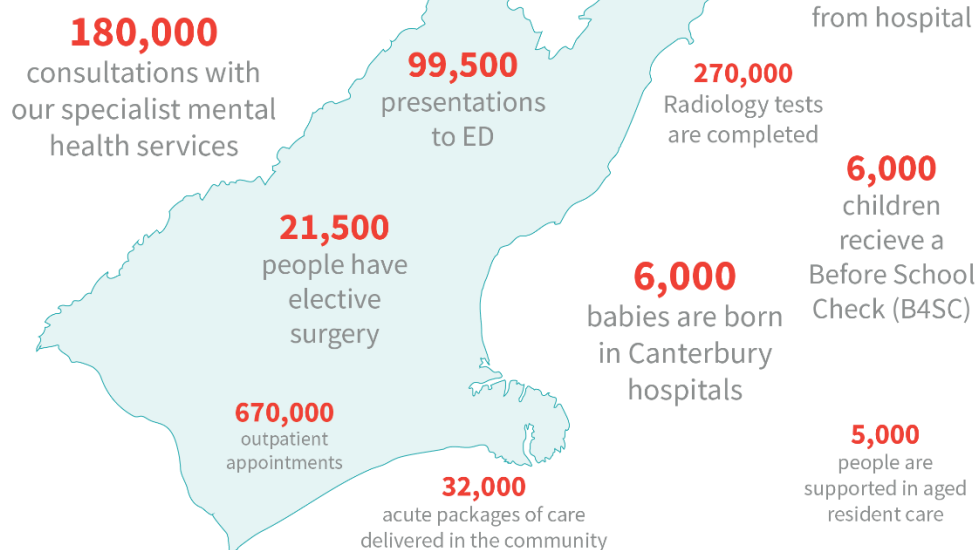 from hospital
180,000
consultations with
our specialist mental
health services
99,500
presentations
to ED
270,000
Radiology tests
are completed
6,000
children
recieve a
Before School
Check (B4SC)
21,500
people have
elective
surgery
6,000
babies are born
in Canterbury
hospitals
670,000
outpatient
appointments
32,000
acute packages of care
delivered in the community
5,000
people are
supported in aged
resident care